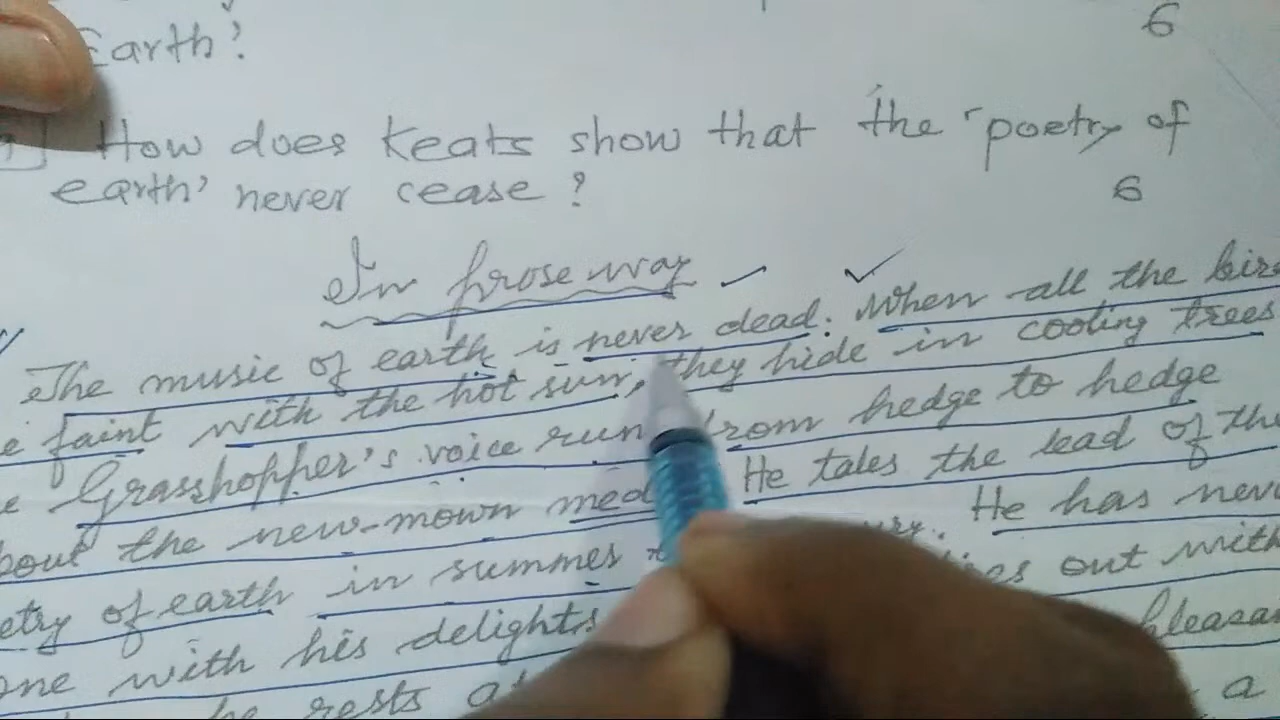 Earth'?
6
How does Keats show that the 'poetry of
earth' never cease?
6
In prose way
The music of earth is never dead. When all the birds
faint with the hot sun, they hide in cooling trees
Grasshopper's voice run from hedge to hedge
the new-mown mead He tales the lead of the
of earth in summer He has never
with his delights out with
rests a